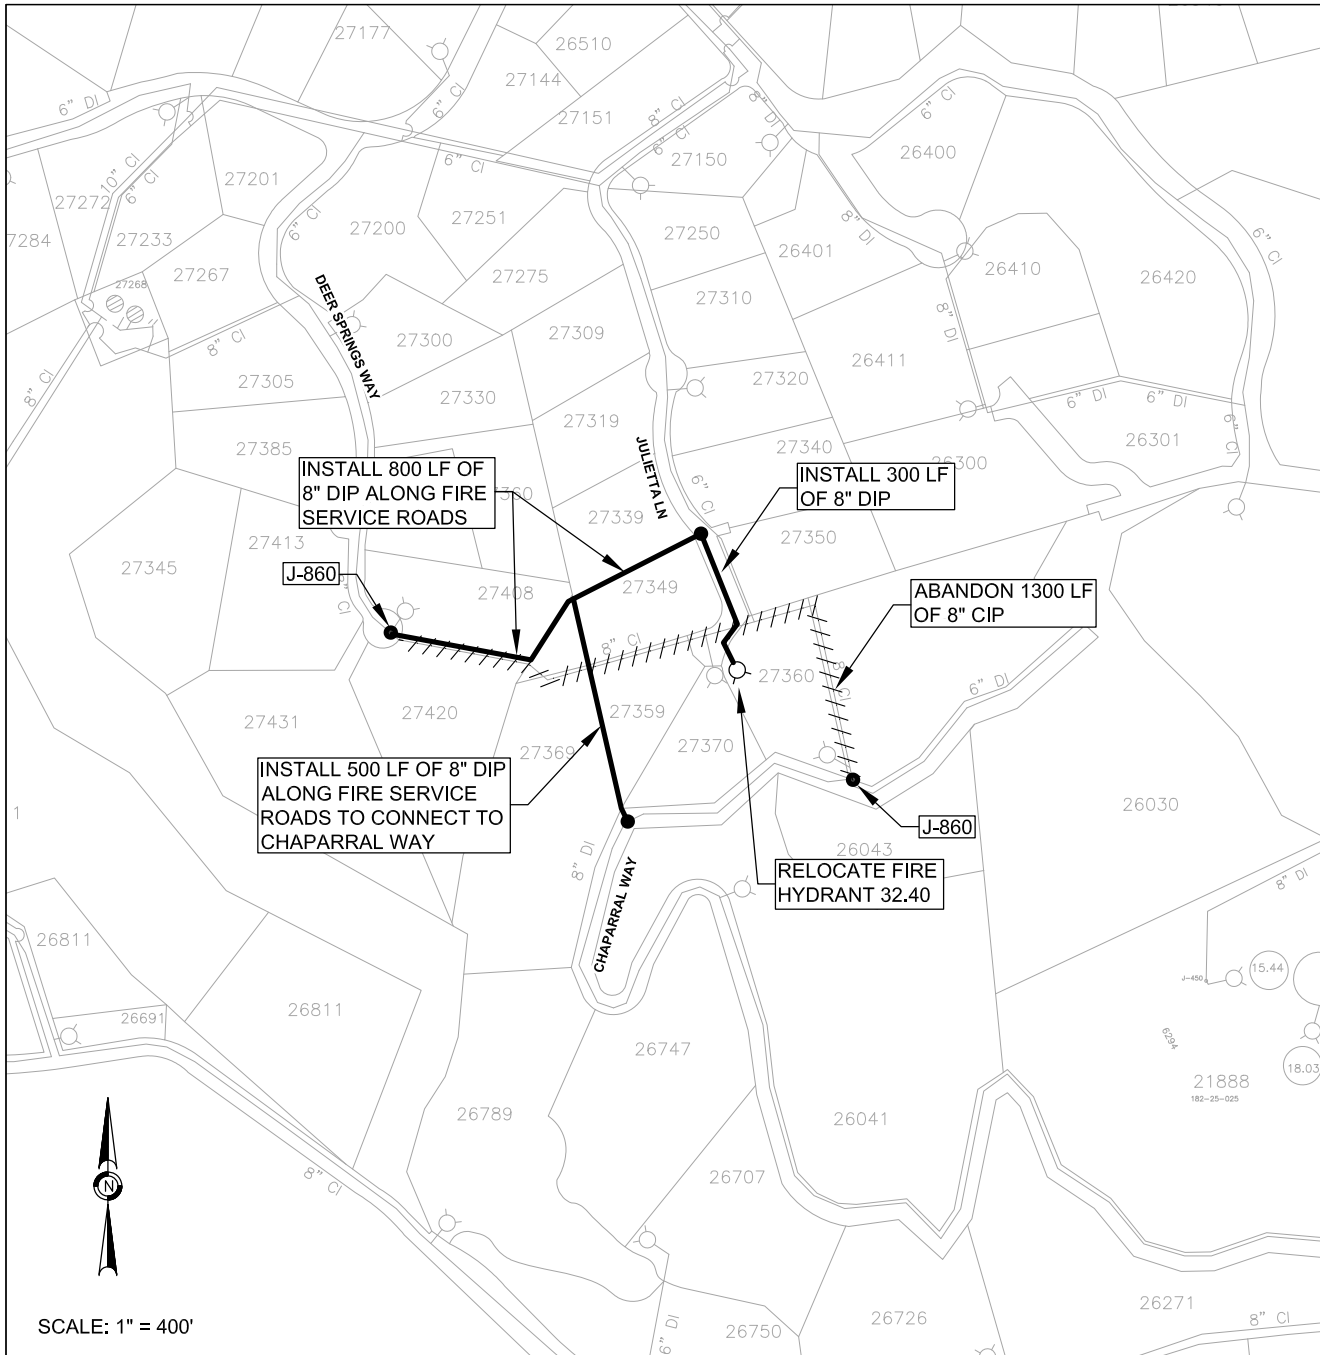 27177
26510
27144
27151
6" DI
6" CI
8" CI
6" CI
8" DI
27150
6" CI
26400
10" CI
6" CI
27201
6" CI
27272
27284
27233
6" CI
27200
27251
27250
8" DI
26401
6" CI
27267
27268
27275
27310
26410
26420
DEER SPRINGS WAY
8" CI
27300
27309
8" DI
26411
8" CI
27305
27330
27320
27319
6" DI
6" DI
26301
6" CI
27385
JULIETTA LN
27340
26300
INSTALL 800 LF OF
8" DIP ALONG FIRE
SERVICE ROADS
6" CI
INSTALL 300 LF
OF 8" DIP
27339
27350
27413
27345
J-860
27408
27349
ABANDON 1300 LF
OF 8" CIP
8" CI
27360
6" DI
27431
27420
27359
27370
27369
INSTALL 500 LF OF 8" DIP
ALONG FIRE SERVICE
ROADS TO CONNECT TO
CHAPARRAL WAY
26030
J-860
26043
8" DI
RELOCATE FIRE
HYDRANT 32.40
8" DI
CHAPARRAL WAY
26811
26811
26691
J-450
15.44
6294
18.03
21888
182-25-025
26747
26789
26041
8" CI
26707
N
SCALE: 1" = 400'
6" DI
26750
26726
26271
8" CI